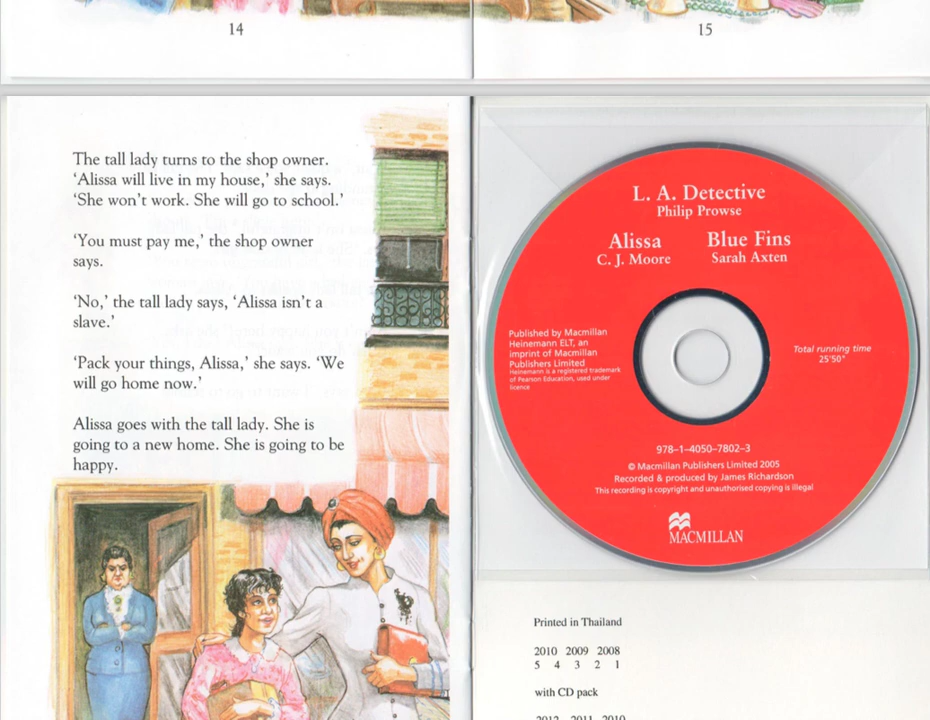 14
15
The tall lady turns to the shop owner.
‘Alissa will live in my house,’ she says.
‘She won’t work. She will go to school.’
‘You must pay me,’ the shop owner
says.
‘No,’ the tall lady says, ‘Alissa isn’t a
slave.’
‘Pack your things, Alissa,’ she says. ‘We
will go home now.’
Alissa goes with the tall lady. She is
going to a new home. She is going to be
happy.
L. A. Detective
Philip Prowse
Alissa
C. J. Moore
Blue Fins
Sarah Axten
Published by Macmillan
Heinemann ELT, an
imprint of Macmillan
Publishers Limited
Heinemann is a registered trademark
of Pearson Education, used under
licence
Total running time
25'50"
978–1–4050–7802–3
© Macmillan Publishers Limited 2005
Recorded & produced by James Richardson
This recording is copyright and unauthorised copying is illegal
MACMILLAN
Printed in Thailand
2010 2009 2008
5 4 3 2 1
with CD pack
2012 2011 2010